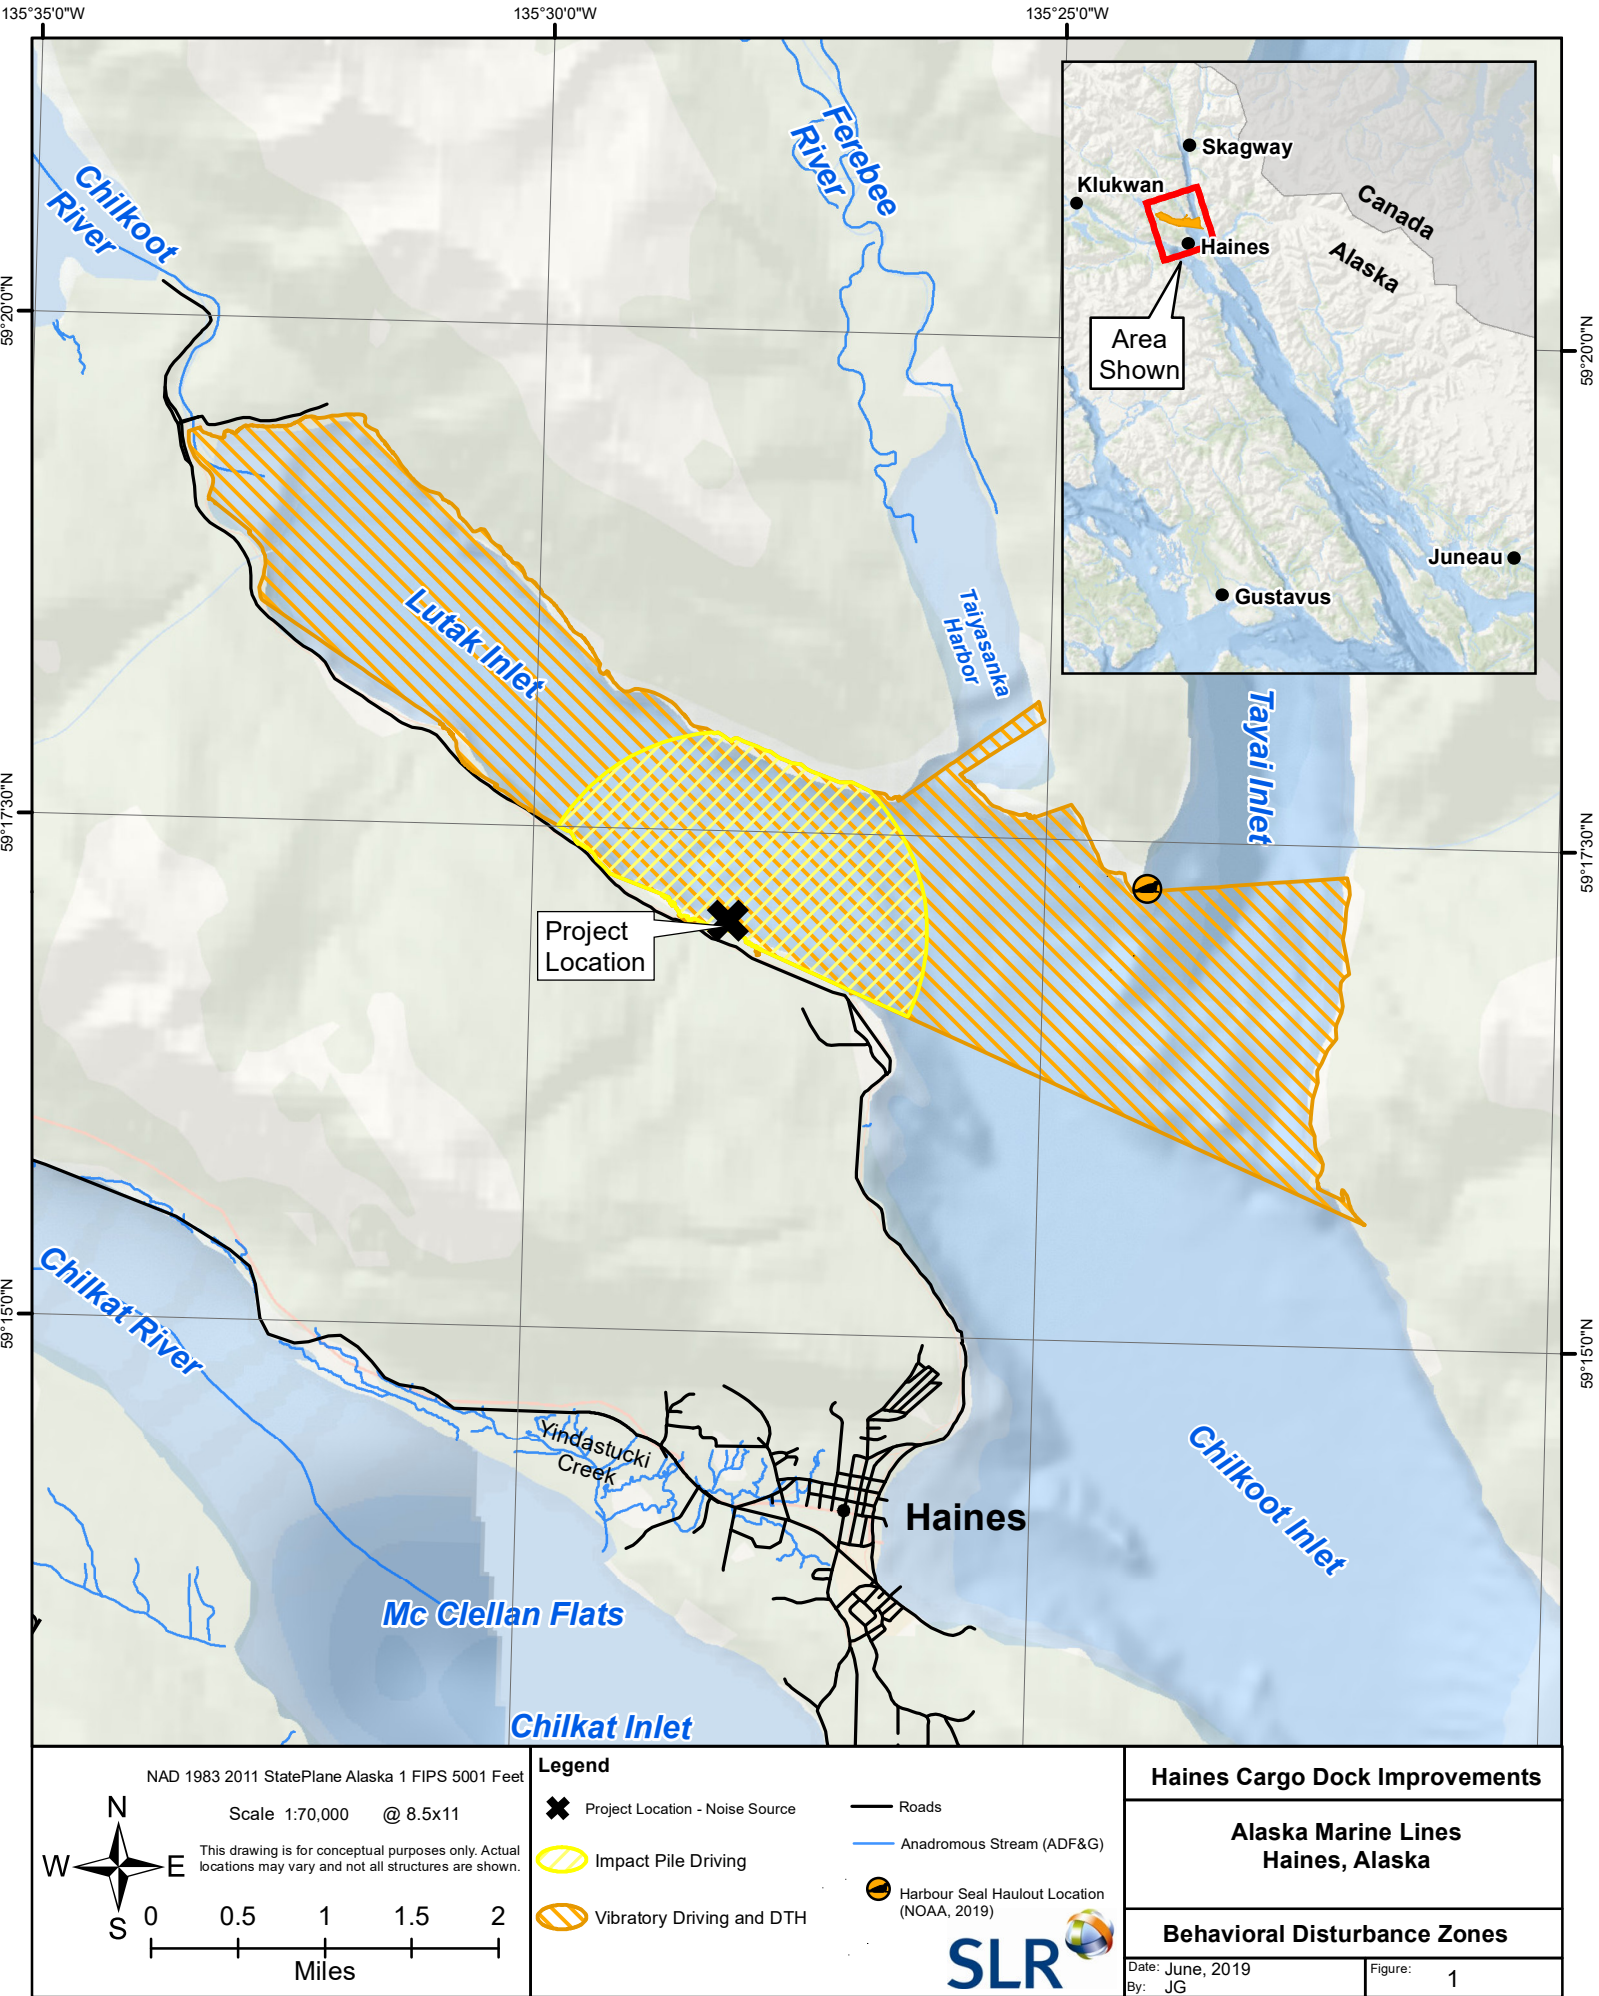 135°35'0"W
135°30'0"W
135°25'0"W
59°20'0"N
59°17'30"N
59°15'0"N
59°20'0"N
59°17'30"N
59°15'0"N
Chilkoot
River
Ferebee
River
Skagway
Klukwan
Haines
Canada
Alaska
Area
Shown
Juneau
Gustavus
Lutak Inlet
Taiyasanka
Harbor
Tayai Inlet
Project
Location
Chilkat River
Yindastucki
Creek
Haines
Chilkoot Inlet
Mc Clellan Flats
Chilkat Inlet
NAD 1983 2011 StatePlane Alaska 1 FIPS 5001 Feet
Scale 1:70,000 @ 8.5x11
This drawing is for conceptual purposes only. Actual
locations may vary and not all structures are shown.
N
W E
S
0 0.5 1 1.5 2
Miles
Legend
Project Location - Noise Source
Impact Pile Driving
Vibratory Driving and DTH
Roads
Anadromous Stream (ADF&G)
Harbour Seal Haulout Location
(NOAA, 2019)
SLR
Haines Cargo Dock Improvements
Alaska Marine Lines
Haines, Alaska
Behavioral Disturbance Zones
Date: June, 2019
By: JG
Figure: 1